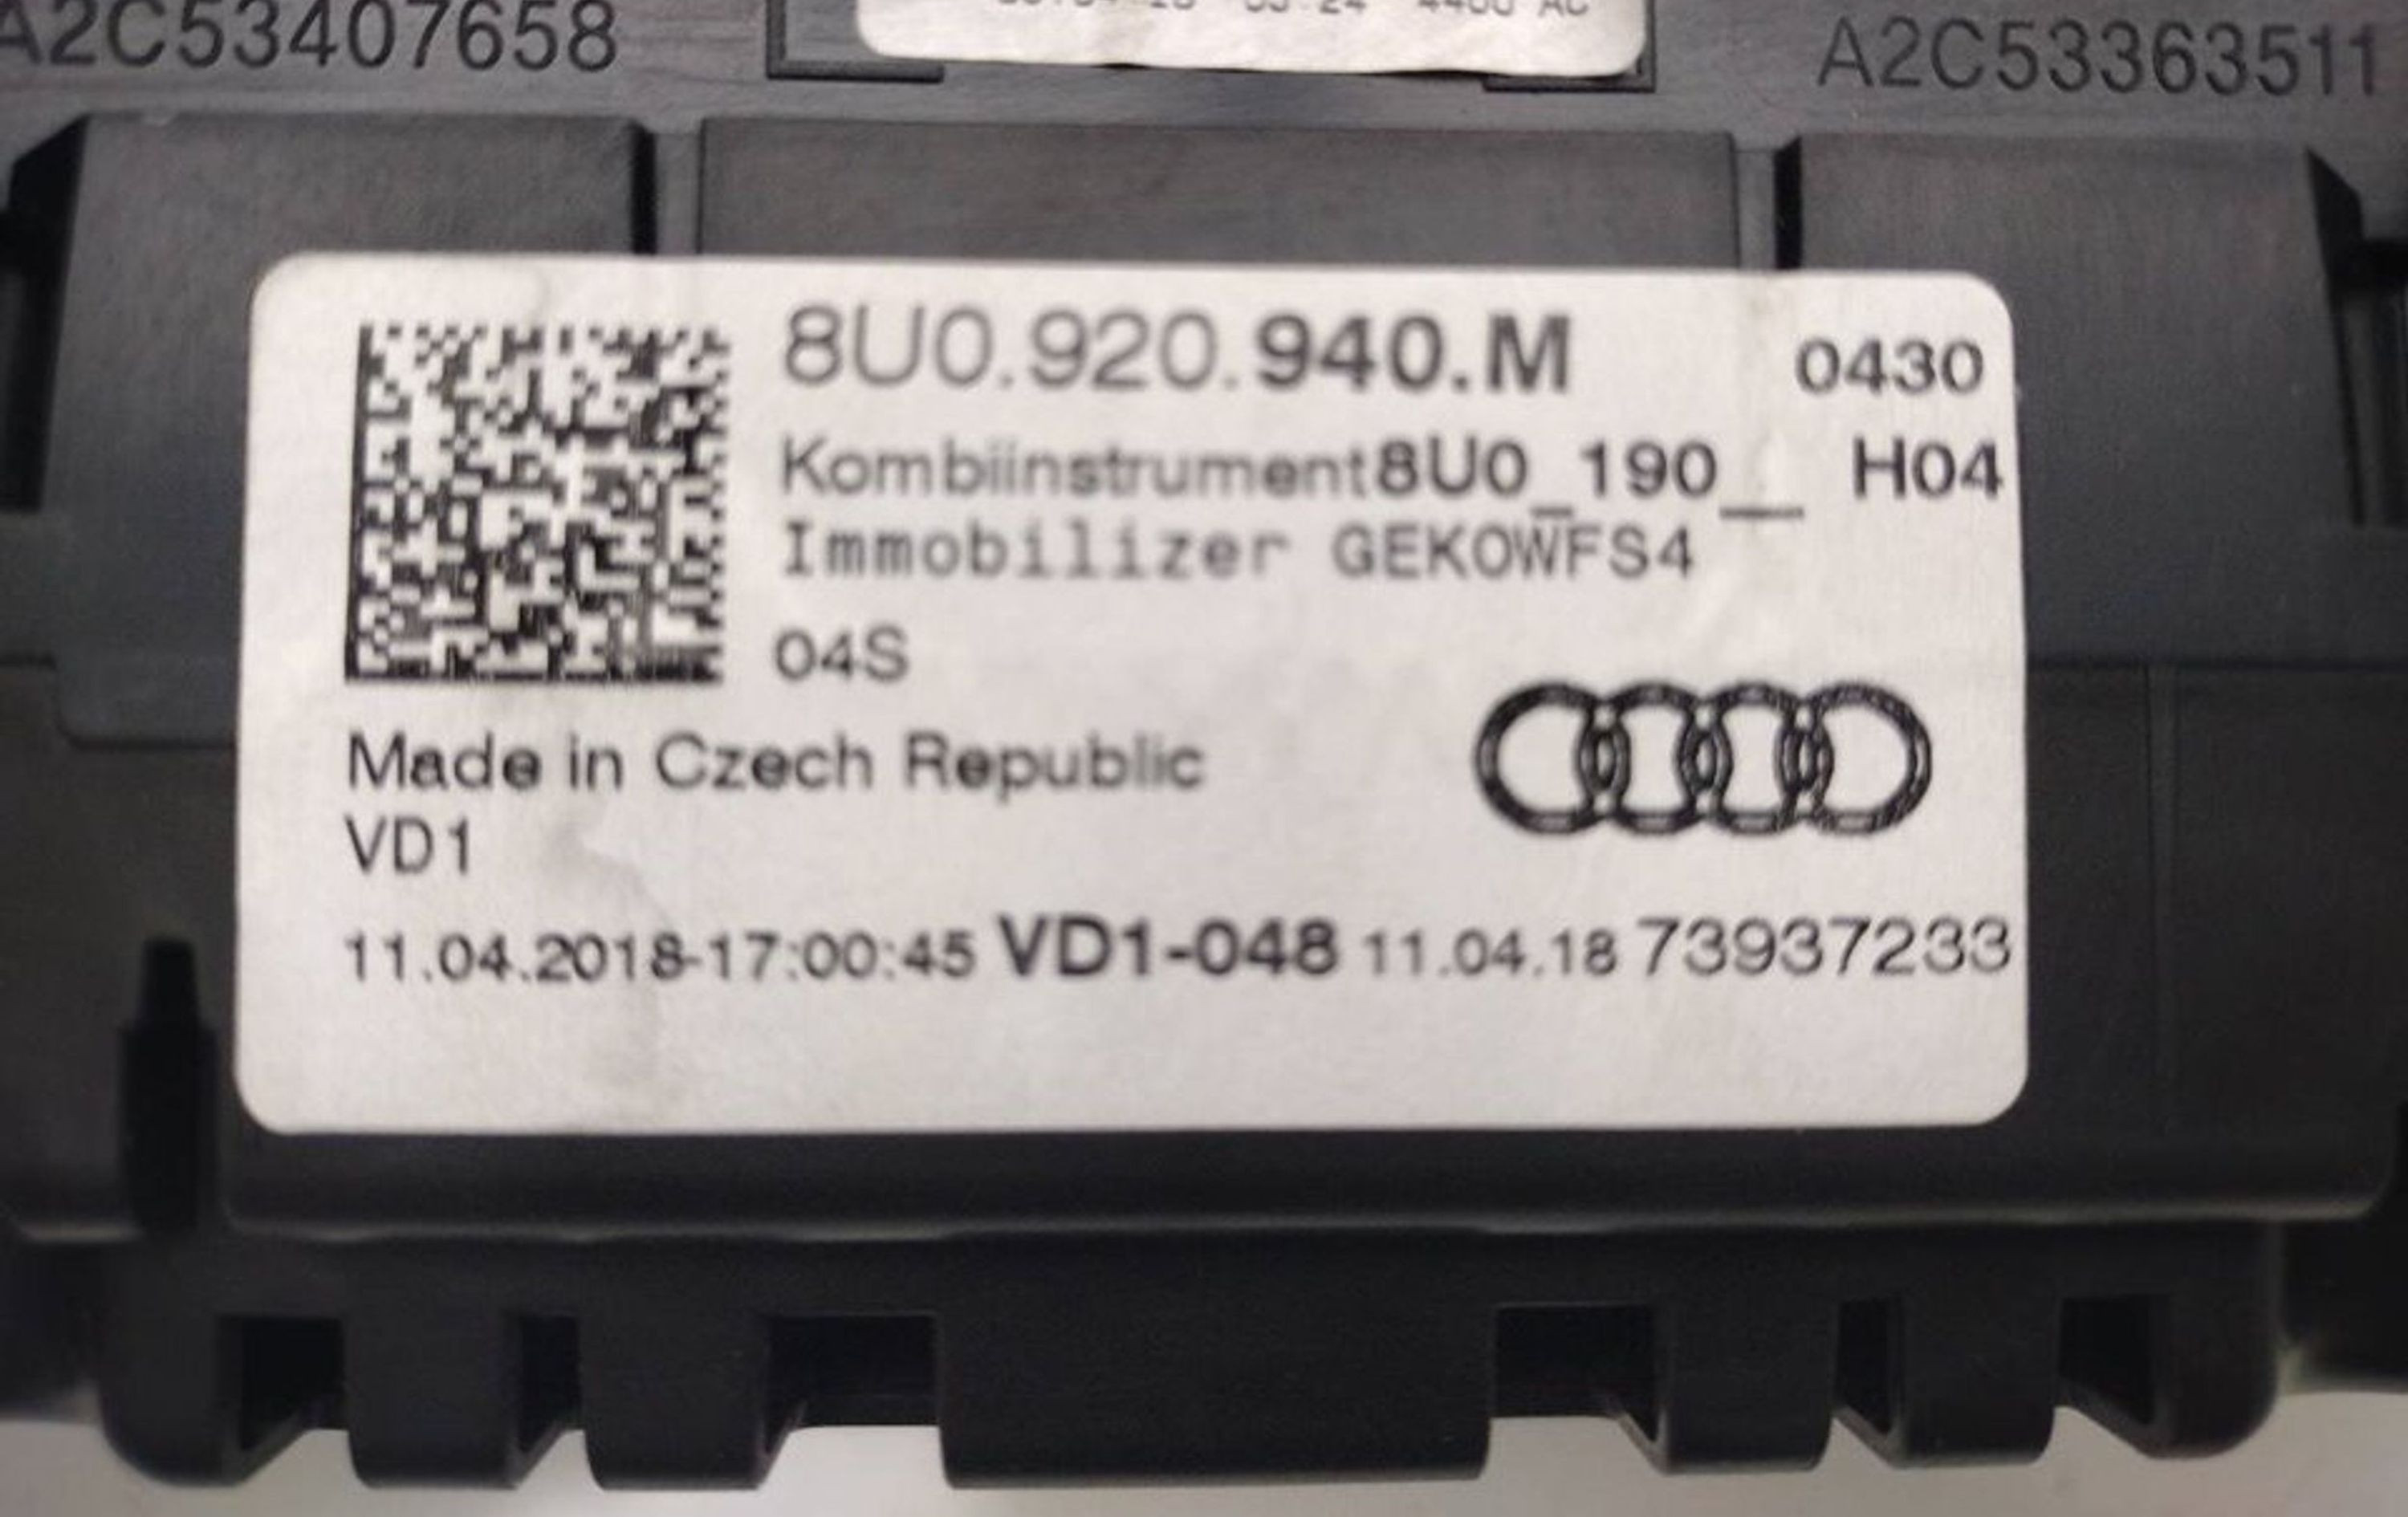 A2C53407658
A2C53363511
8U0.920.940.M 0430
Kombiinstrument8U0_190__ H04
Immobilizer GEKOWFS4
04S
Made in Czech Republic
VD1
11.04.2018-17:00:45 VD1-048 11.04.18 73937233